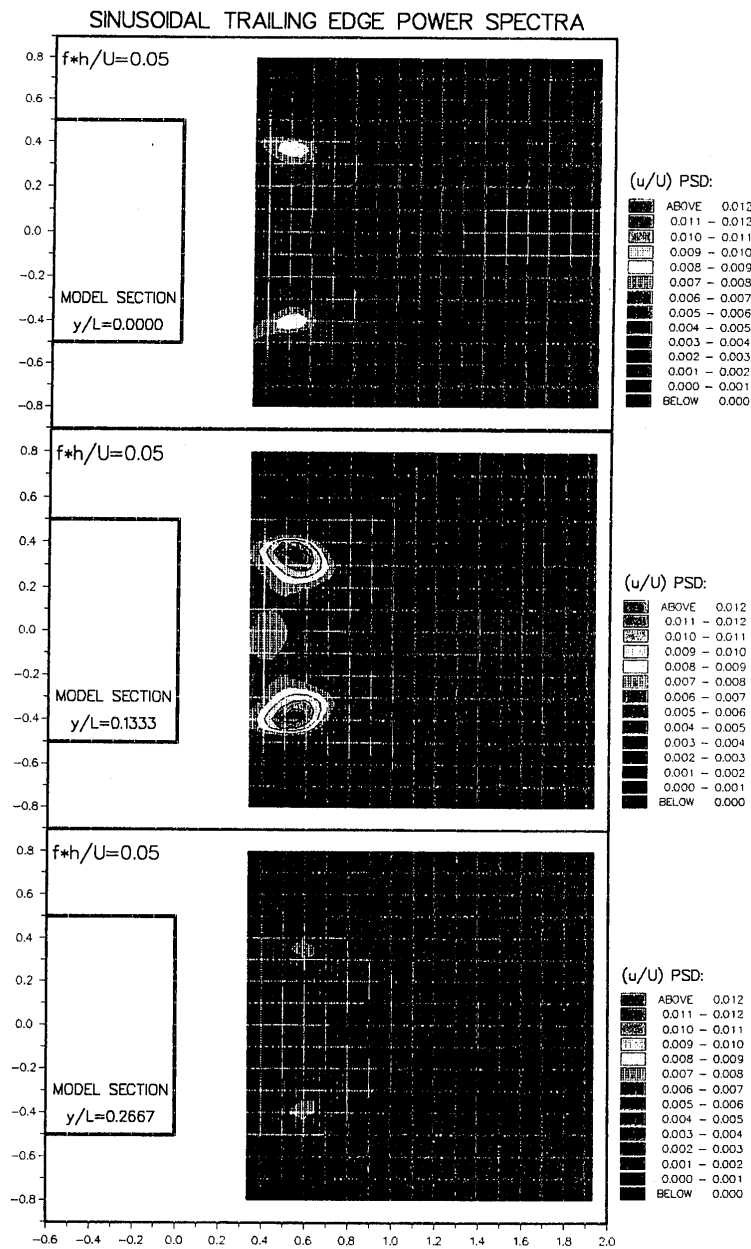 SINUSOIDAL TRAILING EDGE POWER SPECTRA
f*h/U=0.05
0.8
0.6
0.4
0.2
0.0
-0.2
-0.4
-0.6
-0.8
MODEL SECTION
y/L=0.0000
(u/U) PSD:
ABOVE 0.012
0.011 - 0.012
0.010 - 0.011
0.009 - 0.010
0.008 - 0.009
0.007 - 0.008
0.006 - 0.007
0.005 - 0.006
0.004 - 0.005
0.003 - 0.004
0.002 - 0.003
0.001 - 0.002
0.000 - 0.001
BELOW 0.000
f*h/U=0.05
0.8
0.6
0.4
0.2
0.0
-0.2
-0.4
-0.6
-0.8
MODEL SECTION
y/L=0.1333
(u/U) PSD:
ABOVE 0.012
0.011 - 0.012
0.010 - 0.011
0.009 - 0.010
0.008 - 0.009
0.007 - 0.008
0.006 - 0.007
0.005 - 0.006
0.004 - 0.005
0.003 - 0.004
0.002 - 0.003
0.001 - 0.002
0.000 - 0.001
BELOW 0.000
f*h/U=0.05
0.8
0.6
0.4
0.2
0.0
-0.2
-0.4
-0.6
-0.8
MODEL SECTION
y/L=0.2667
(u/U) PSD:
ABOVE 0.012
0.011 - 0.012
0.010 - 0.011
0.009 - 0.010
0.008 - 0.009
0.007 - 0.008
0.006 - 0.007
0.005 - 0.006
0.004 - 0.005
0.003 - 0.004
0.002 - 0.003
0.001 - 0.002
0.000 - 0.001
BELOW 0.000
-0.6 -0.4 -0.2 0.0 0.2 0.4 0.6 0.8 1.0 1.2 1.4 1.6 1.8 2.0